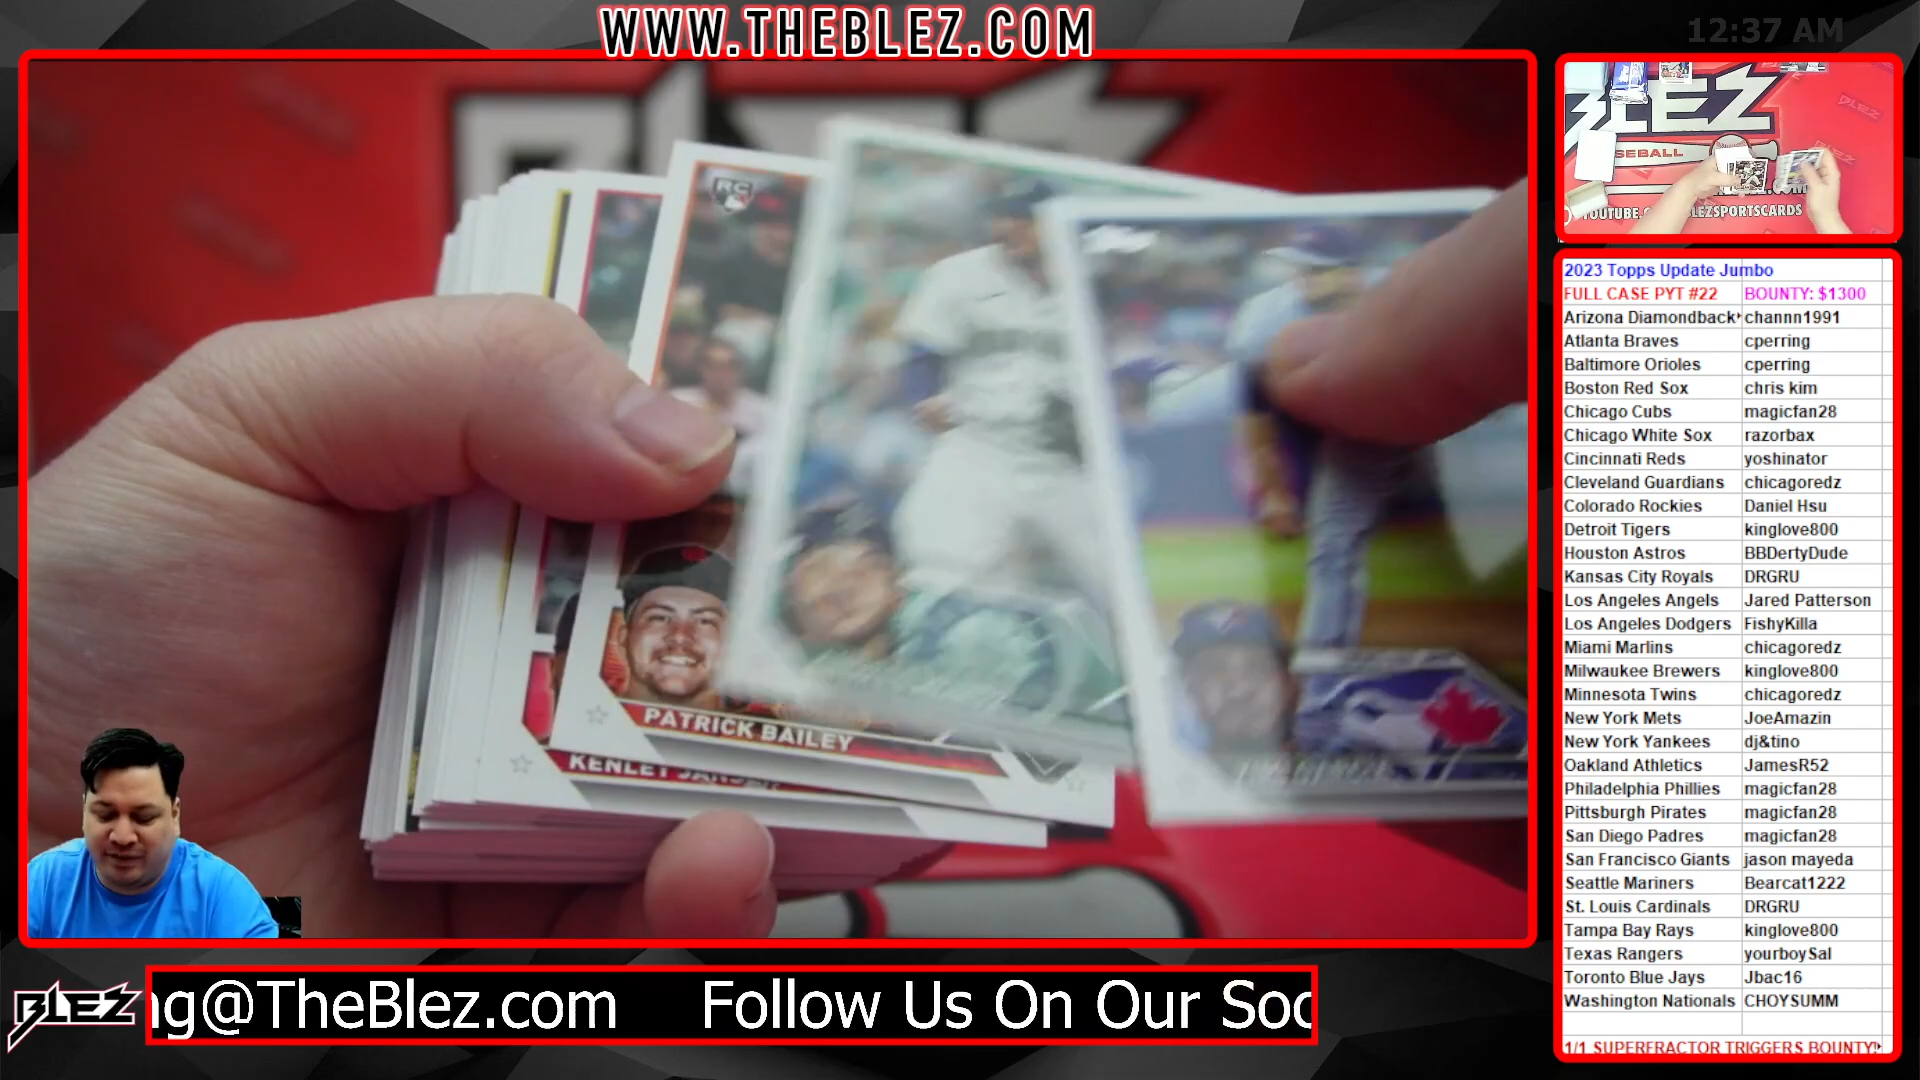 WWW.THEBLEZ.COM
12:37 AM
RC
PATRICK BAILEY
KENLEY JANSEN
BLEZ
SEBALL
BLEZ
YOUTUBE.
LEZSPORTSCARDS
2023 Topps Update Jumbo
FULL CASE PYT #22 BOUNTY: $1300
Arizona Diamondback channn1991
Atlanta Braves cperring
Baltimore Orioles cperring
Boston Red Sox chris kim
Chicago Cubs magicfan28
Chicago White Sox razorbax
Cincinnati Reds yoshinator
Cleveland Guardians chicagoredz
Colorado Rockies Daniel Hsu
Detroit Tigers kinglove800
Houston Astros BBDertyDude
Kansas City Royals DRGRU
Los Angeles Angels Jared Patterson
Los Angeles Dodgers FishyKilla
Miami Marlins chicagoredz
Milwaukee Brewers kinglove800
Minnesota Twins chicagoredz
New York Mets JoeAmazin
New York Yankees dj&tino
Oakland Athletics JamesR52
Philadelphia Phillies magicfan28
Pittsburgh Pirates magicfan28
San Diego Padres magicfan28
San Francisco Giants jason mayeda
Seattle Mariners Bearcat1222
St. Louis Cardinals DRGRU
Tampa Bay Rays kinglove800
Texas Rangers yourboySal
Toronto Blue Jays Jbac16
Washington Nationals CHOYSUMM
1/1 SUPERFRACTOR TRIGGERS BOUNTY!
BLEZ
ng@TheBlez.com Follow Us On Our Soc